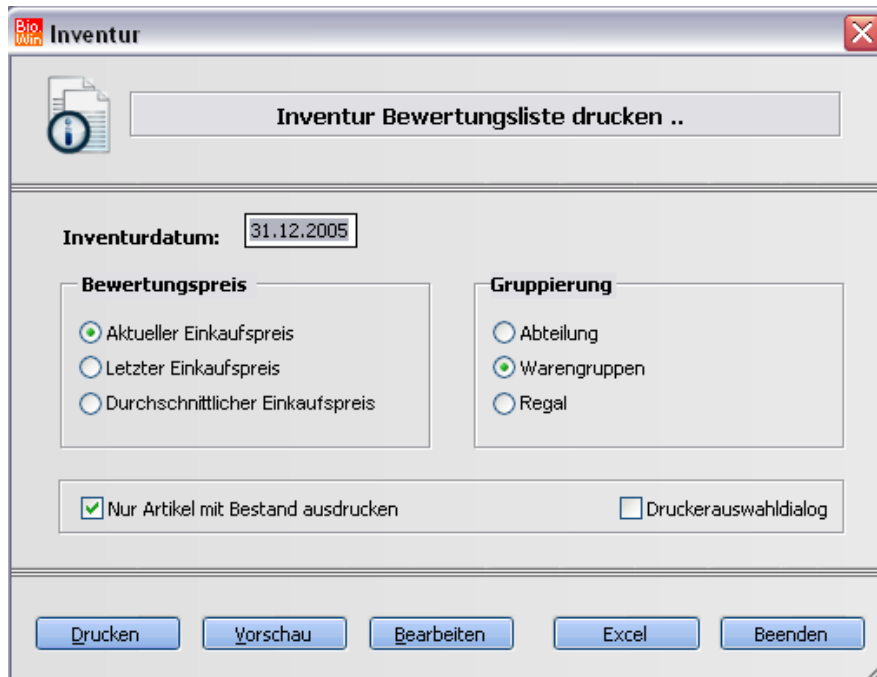 Bio Win Inventur
Inventur Bewertungsliste drucken ..
Inventurdatum: 31.12.2005
Bewertungspreis
Aktueller Einkaufspreis
Letzter Einkaufspreis
Durchschnittlicher Einkaufspreis
Gruppierung
Abteilung
Warengruppen
Regal
Nur Artikel mit Bestand ausdrucken
Druckerauswahldialog
Drucken
Vorschau
Bearbeiten
Excel
Beenden